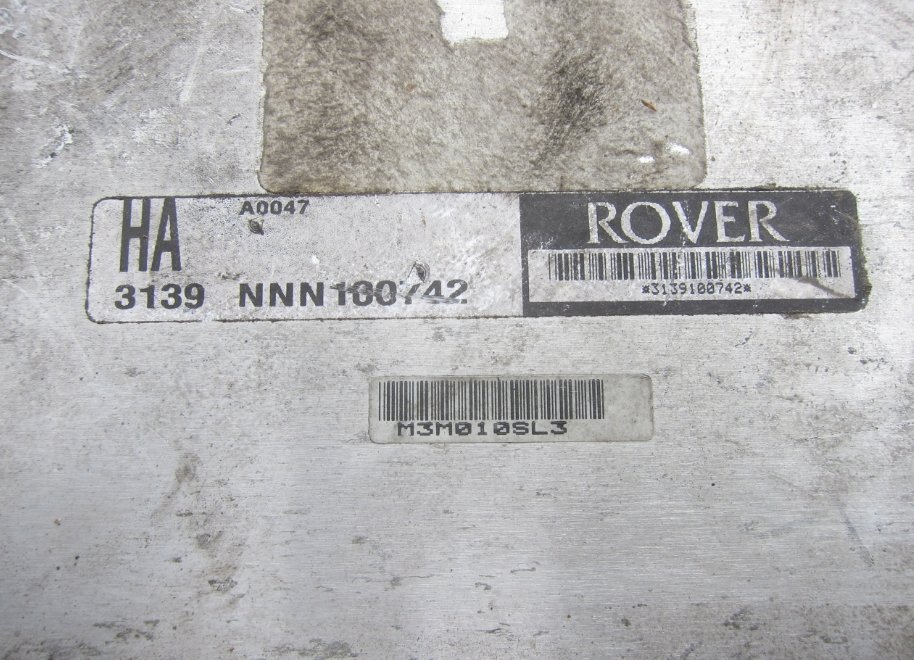 HA A0047
3139 NNN100742
ROVER
*3139100742*
M3M010SL3